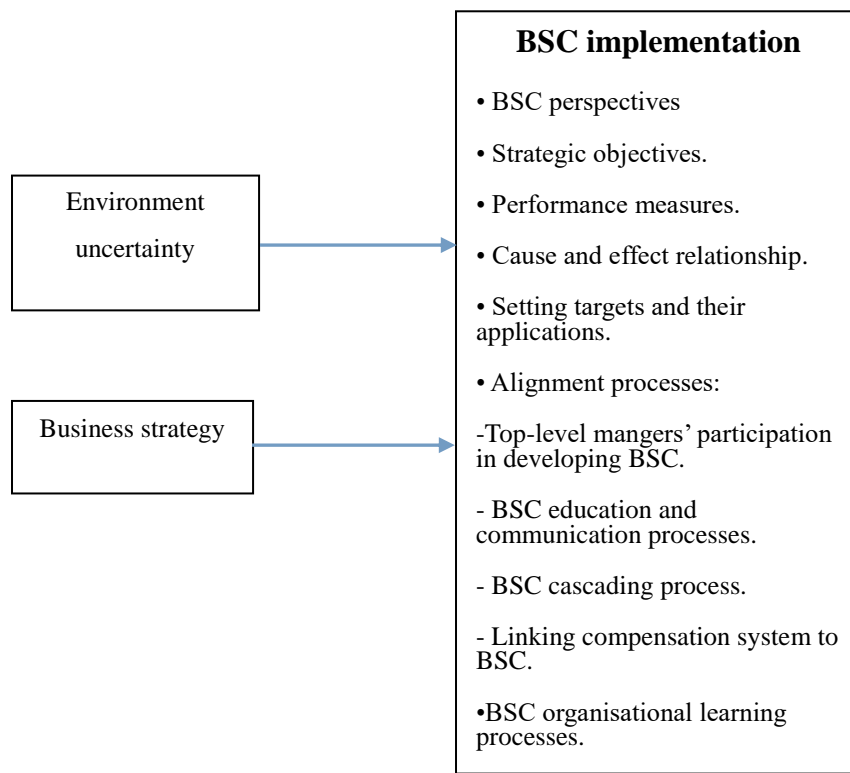 BSC implementation
• BSC perspectives
• Strategic objectives.
Environment
uncertainty
• Performance measures.
• Cause and effect relationship.
• Setting targets and their
applications.
• Alignment processes:
Business strategy
-Top-level mangers’ participation
in developing BSC.
- BSC education and
communication processes.
- BSC cascading process.
- Linking compensation system to
BSC.
•BSC organisational learning
processes.